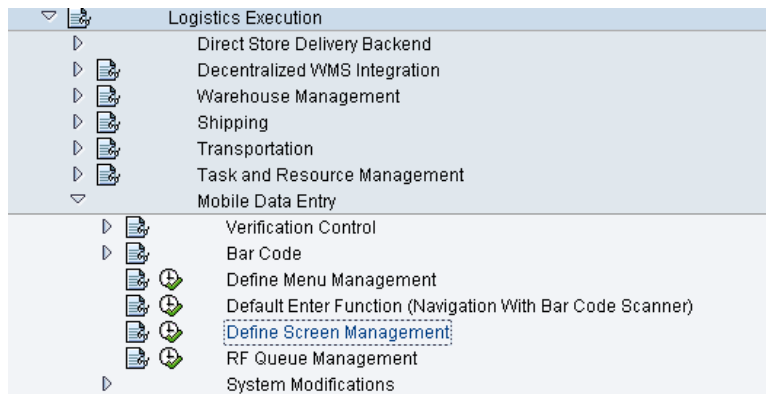 Logistics Execution
Direct Store Delivery Backend
Decentralized WMS Integration
Warehouse Management
Shipping
Transportation
Task and Resource Management
Mobile Data Entry
Verification Control
Bar Code
Define Menu Management
Default Enter Function (Navigation With Bar Code Scanner)
Define Screen Management
RF Queue Management
System Modifications